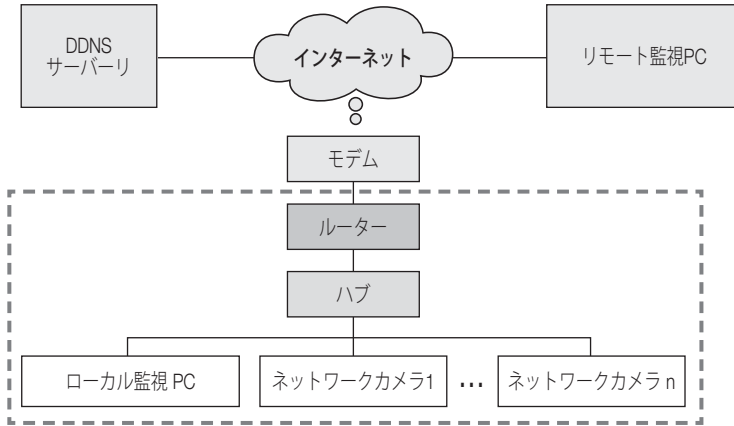 DDNS
サーバーリ
インターネット
リモート監視PC
モデム
ルーター
ハブ
ローカル監視 PC
ネットワークカメラ1
...
ネットワークカメラ n